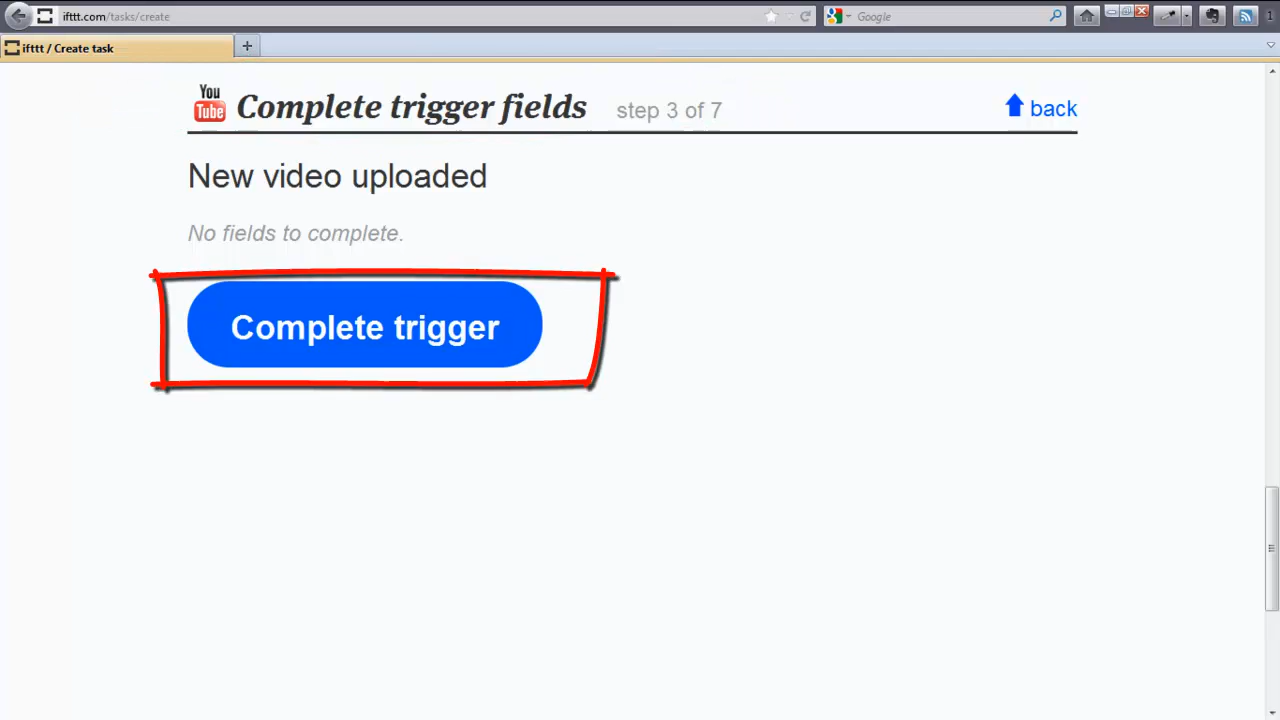 ifttt.com/tasks/create
Google
1
ifttt / Create task
You
Tube
Complete trigger fields
step 3 of 7
back
New video uploaded
No fields to complete.
Complete trigger